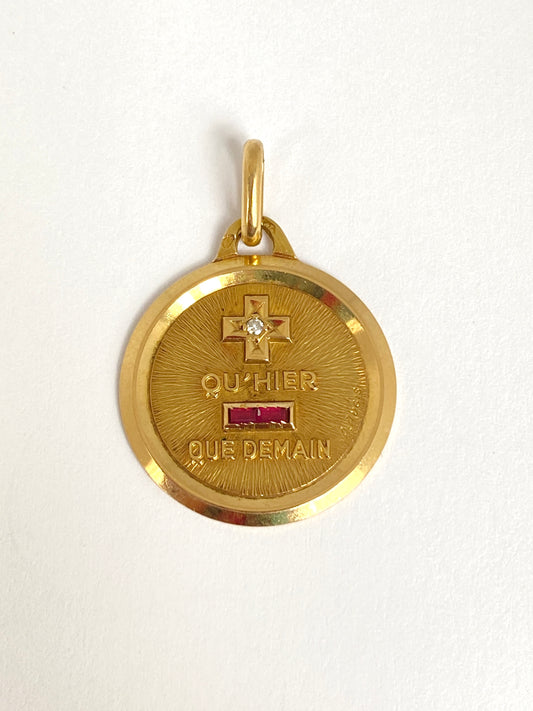 +
QU'HIER
-
QUE DEMAIN